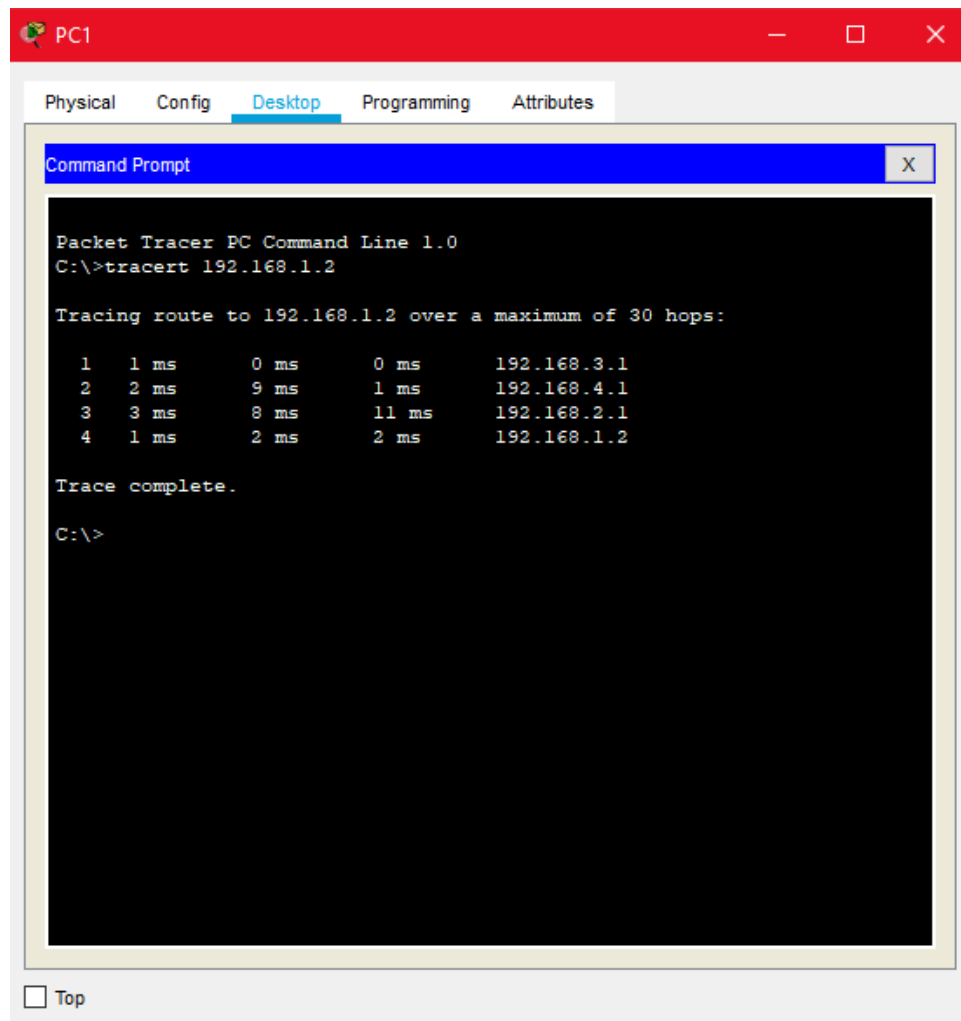 PC1
Physical Config Desktop Programming Attributes
Command Prompt X
Packet Tracer PC Command Line 1.0
C:\>tracert 192.168.1.2
Tracing route to 192.168.1.2 over a maximum of 30 hops:
1 1 ms 0 ms 0 ms 192.168.3.1
2 2 ms 9 ms 1 ms 192.168.4.1
3 3 ms 8 ms 11 ms 192.168.2.1
4 1 ms 2 ms 2 ms 192.168.1.2
Trace complete.
C:\>
Top